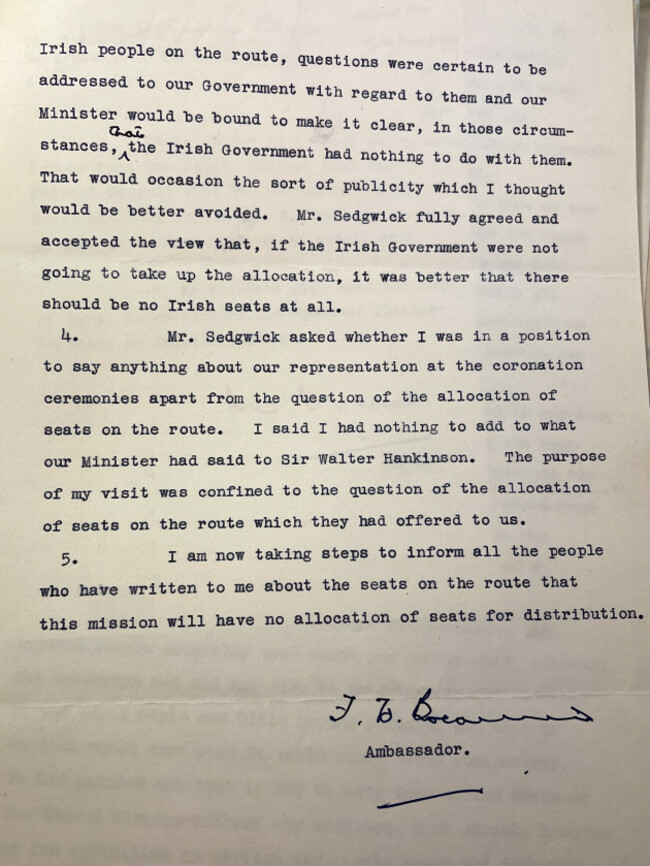 Irish people on the route, questions were certain to be
addressed to our Government with regard to them and our
Minister would be bound to make it clear, in those circum-
stances, that the Irish Government had nothing to do with them.
That would occasion the sort of publicity which I thought
would be better avoided.   Mr. Sedgwick fully agreed and
accepted the view that, if the Irish Government were not
going to take up the allocation, it was better that there
should be no Irish seats at all.
4.   Mr. Sedgwick asked whether I was in a position
to say anything about our representation at the coronation
ceremonies apart from the question of the allocation of
seats on the route.   I said I had nothing to add to what
our Minister had said to Sir Walter Hankinson.   The purpose
of my visit was confined to the question of the allocation
of seats on the route which they had offered to us.
5.   I am now taking steps to inform all the people
who have written to me about the seats on the route that
this mission will have no allocation of seats for distribution.
Ambassador.